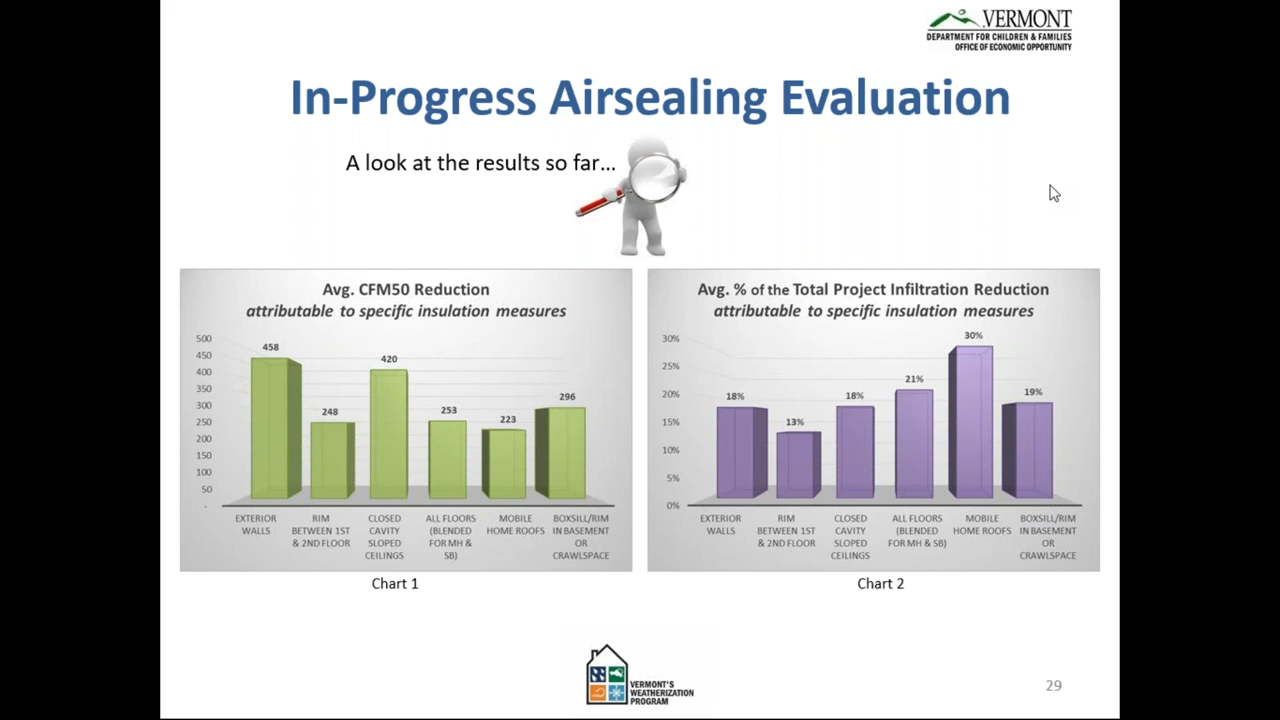 VERMONT
DEPARTMENT FOR CHILDREN & FAMILIES
OFFICE OF ECONOMIC OPPORTUNITY
In-Progress Airsealing Evaluation
A look at the results so far...
Avg. CFM50 Reduction
attributable to specific insulation measures
500
450
400
350
300
250
200
150
100
50
-
458
248
420
253
223
296
EXTERIOR
WALLS
RIM
BETWEEN 1ST
& 2ND FLOOR
CLOSED
CAVITY
SLOPED
CEILINGS
ALL FLOORS
(BLENDED
FOR MH &
SB)
MOBILE
HOME ROOFS
BOXSILL/RIM
IN BASEMENT
OR
CRAWLSPACE
Chart 1
Avg. % of the Total Project Infiltration Reduction
attributable to specific insulation measures
30%
25%
20%
15%
10%
5%
0%
18%
13%
18%
21%
30%
19%
EXTERIOR
WALLS
RIM
BETWEEN 1ST
& 2ND FLOOR
CLOSED
CAVITY
SLOPED
CEILINGS
ALL FLOORS
(BLENDED
FOR MH & SB)
MOBILE
HOME ROOFS
BOXSILL/RIM
IN BASEMENT
OR
CRAWLSPACE
Chart 2
VERMONT'S
WEATHERIZATION
PROGRAM
29